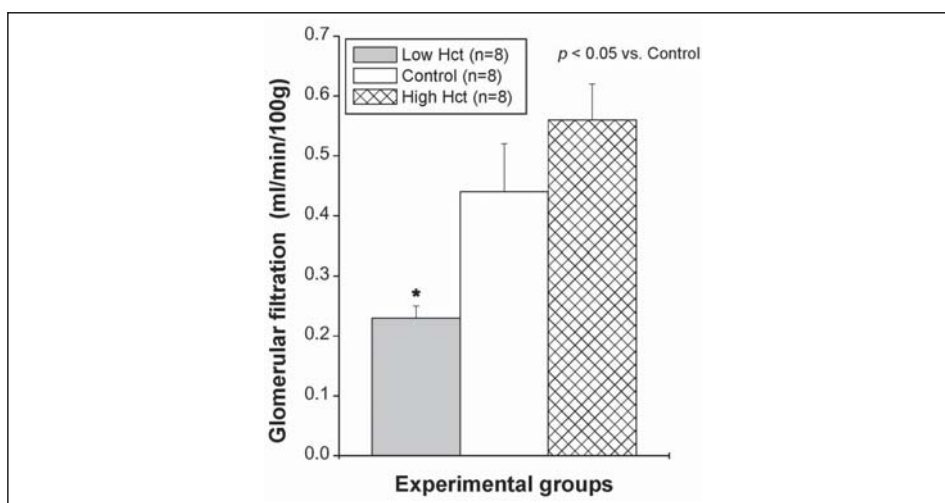 0.7
0.6
0.5
0.4
0.3
0.2
0.1
0.0
Glomerular filtration (ml/min/100g)
Low Hct (n=8)
Control (n=8)
High Hct (n=8)
p < 0.05 vs. Control
*
Experimental groups